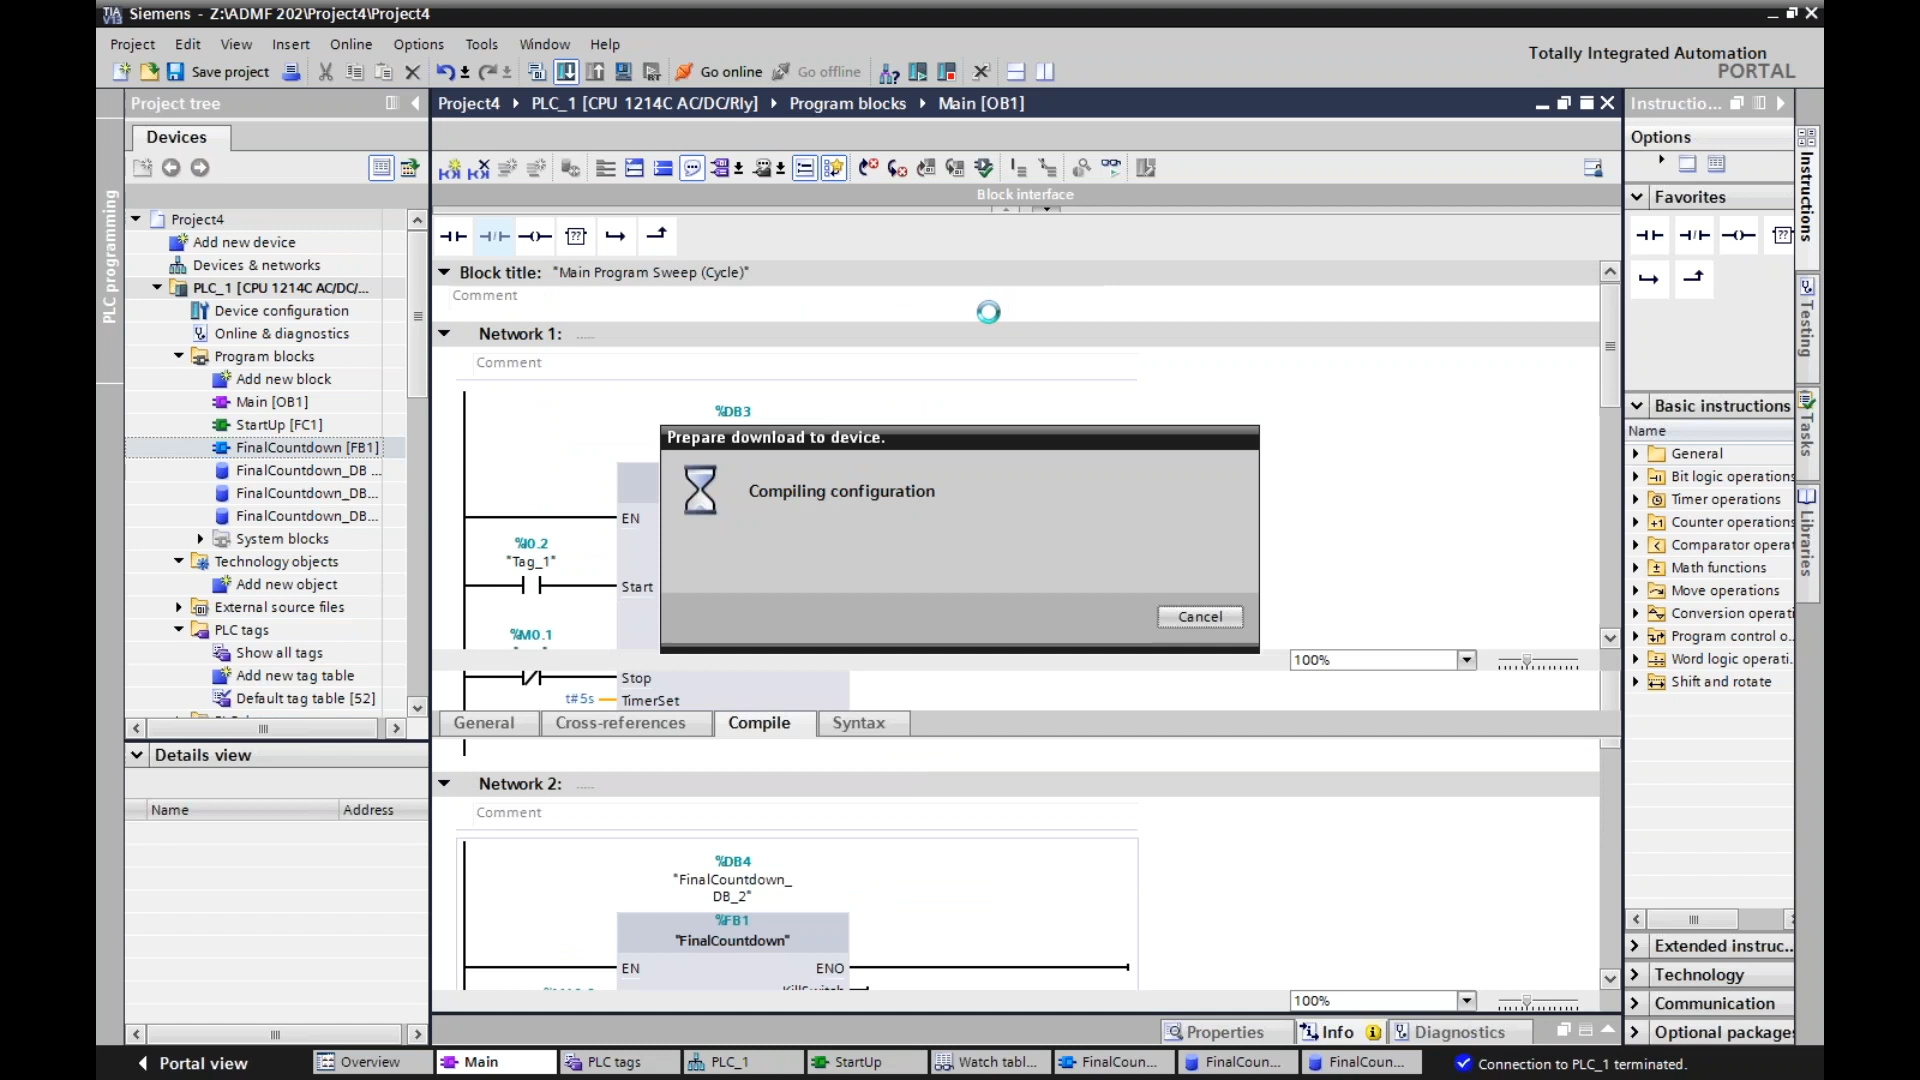 Siemens - Z:\ADMF 202\Project4\Project4
Project Edit View Insert Online Options Tools Window Help
Totally Integrated Automation
PORTAL
Save project
Go online
Go offline
Project tree
Project4 PLC_1 [CPU 1214C AC/DC/Rly] Program blocks Main [OB1]
Instructio...
Devices
Options
PLC programming
Block interface
Favorites
Project4
Add new device
Devices & networks
PLC_1 [CPU 1214C AC/DC/...
Device configuration
Online & diagnostics
Program blocks
Add new block
Main [OB1]
StartUp [FC1]
FinalCountdown [FB1]
FinalCountdown_DB ...
FinalCountdown_DB...
FinalCountdown_DB...
System blocks
Technology objects
Add new object
External source files
PLC tags
Show all tags
Add new tag table
Default tag table [52]
Details view
Name Address
Block title: "Main Program Sweep (Cycle)"
Comment
Network 1: .....
Comment
%DB3
EN
%I0.2
"Tag_1"
Start
%M0.1
Stop
t#5s TimerSet
Prepare download to device.
Compiling configuration
Cancel
100%
General Cross-references Compile Syntax
Network 2: .....
Comment
%DB4
"FinalCountdown_
DB_2"
%FB1
"FinalCountdown"
EN ENO
KillSwitch
100%
Properties Info Diagnostics
Basic instructions
Name
General
Bit logic operations
Timer operations
Counter operations
Comparator operat
Math functions
Move operations
Conversion operati
Program control o...
Word logic operati...
Shift and rotate
Extended instruc...
Technology
Communication
Optional packages
Instructions
Testing
Tasks
Libraries
Portal view Overview Main PLC tags PLC_1 StartUp Watch tabl... FinalCoun... FinalCoun... FinalCoun... Connection to PLC_1 terminated.